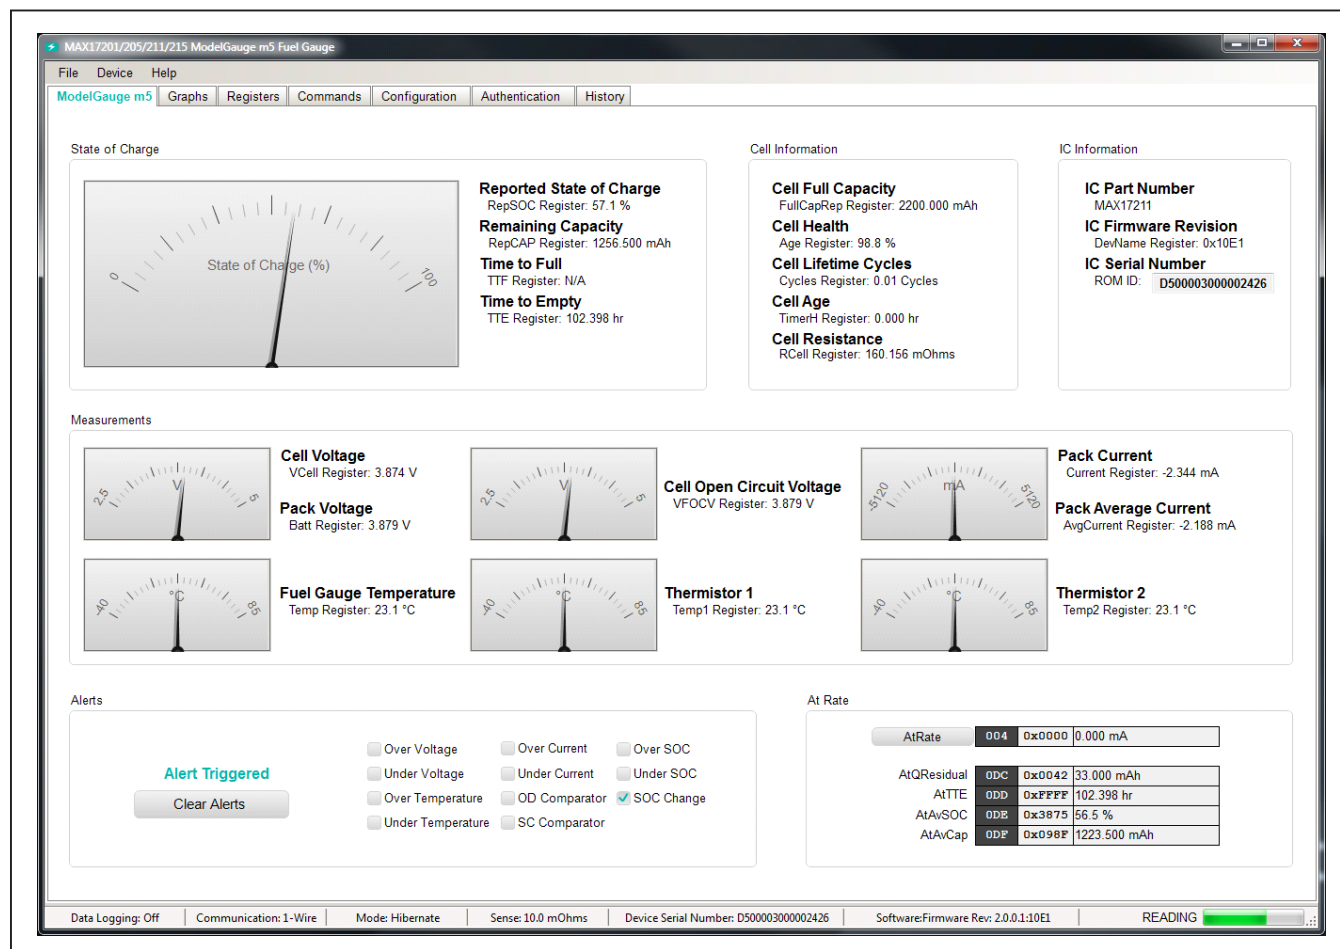 MAX17201/205/211/215 ModelGauge m5 Fuel Gauge
File Device Help
ModelGauge m5 Graphs Registers Commands Configuration Authentication History
State of Charge
0
State of Charge (%)
100
Reported State of Charge
RepSOC Register: 57.1 %
Remaining Capacity
RepCAP Register: 1256.500 mAh
Time to Full
TTF Register: N/A
Time to Empty
TTE Register: 102.398 hr
Cell Information
Cell Full Capacity
FullCapRep Register: 2200.000 mAh
Cell Health
Age Register: 98.8 %
Cell Lifetime Cycles
Cycles Register: 0.01 Cycles
Cell Age
TimerH Register: 0.000 hr
Cell Resistance
RCell Register: 160.156 mOhms
IC Information
IC Part Number
MAX17211
IC Firmware Revision
DevName Register: 0x10E1
IC Serial Number
ROM ID: D500003000002426
Measurements
2.5 V 5
Cell Voltage
VCell Register: 3.874 V
Pack Voltage
Batt Register: 3.879 V
2.5 V 5
Cell Open Circuit Voltage
VFOCV Register: 3.879 V
-5120 mA 5120
Pack Current
Current Register: -2.344 mA
Pack Average Current
AvgCurrent Register: -2.188 mA
-40 °C 85
Fuel Gauge Temperature
Temp Register: 23.1 °C
-40 °C 85
Thermistor 1
Temp1 Register: 23.1 °C
-40 °C 85
Thermistor 2
Temp2 Register: 23.1 °C
Alerts
Alert Triggered
Clear Alerts
Over Voltage Over Current Over SOC
Under Voltage Under Current Under SOC
Over Temperature OD Comparator SOC Change
Under Temperature SC Comparator
At Rate
AtRate 004 0x0000 0.000 mA
AtQResidual 0DC 0x0042 33.000 mAh
AtTTE 0DD 0xFFFF 102.398 hr
AtAvSOC 0DE 0x3875 56.5 %
AtAvCap 0DF 0x098F 1223.500 mAh
Data Logging: Off Communication: 1-Wire Mode: Hibernate Sense: 10.0 mOhms Device Serial Number: D500003000002426 Software:Firmware Rev: 2.0.0.1:10E1 READING